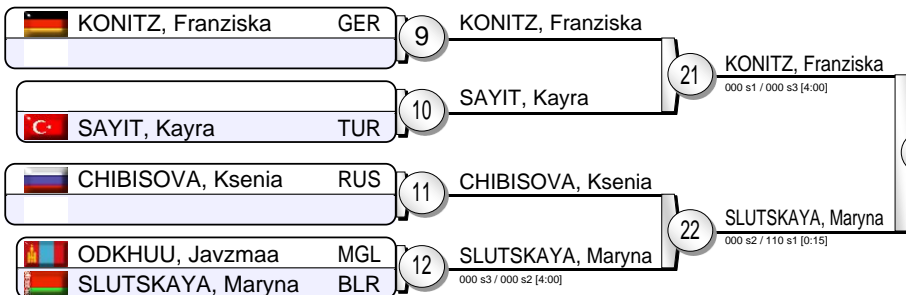 KONITZ, Franziska GER
9
KONITZ, Franziska
21
KONITZ, Franziska
000 s1 / 000 s3 [4:00]
10
SAYIT, Kayra
SAYIT, Kayra TUR
CHIBISOVA, Ksenia RUS
11
CHIBISOVA, Ksenia
22
SLUTSKAYA, Maryna
000 s2 / 110 s1 [0:15]
ODKHUU, Javzmaa MGL
12
SLUTSKAYA, Maryna
000 s3 / 000 s2 [4:00]
SLUTSKAYA, Maryna BLR